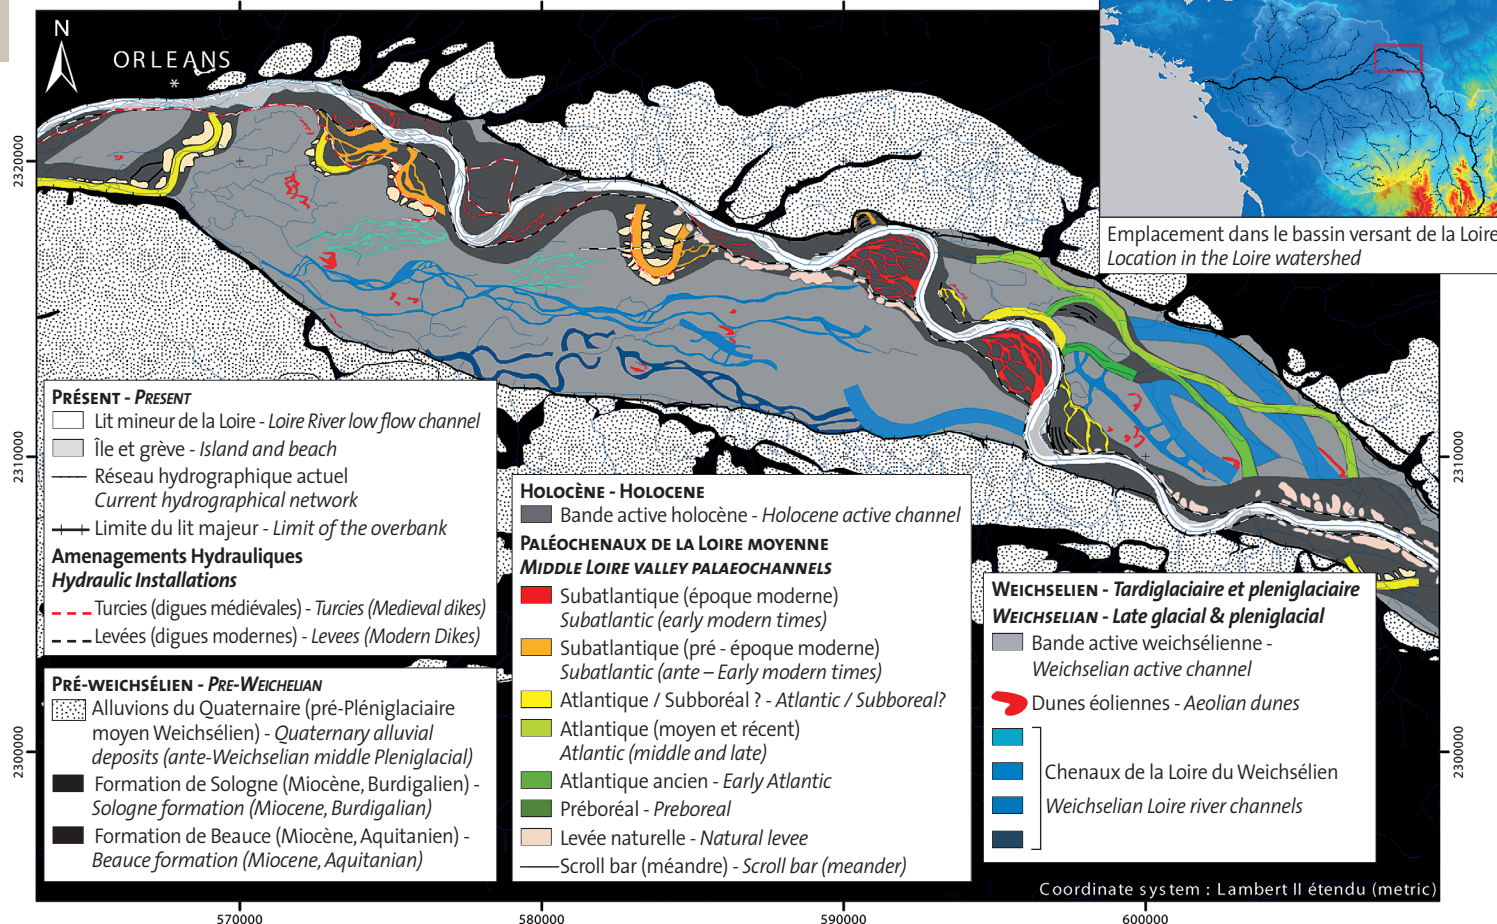 N
ORLEANS
*
Emplacement dans le bassin versant de la Loire
Location in the Loire watershed
2320000
2310000
2300000
2310000
2300000
PRÉSENT - PRESENT
Lit mineur de la Loire - Loire River low flow channel
Île et grève - Island and beach
Réseau hydrographique actuel
Current hydrographical network
Limite du lit majeur - Limit of the overbank
Amenagements Hydrauliques
Hydraulic Installations
Turcies (digues médiévales) - Turcies (Medieval dikes)
Levées (digues modernes) - Levees (Modern Dikes)
PRÉ-WEICHSÉLIEN - PRE-WEICHELIAN
Alluvions du Quaternaire (pré-Pléniglaciaire
moyen Weichsélien) - Quaternary alluvial
deposits (ante-Weichselian middle Pleniglacial)
Formation de Sologne (Miocène, Burdigalien) -
Sologne formation (Miocene, Burdigalian)
Formation de Beauce (Miocène, Aquitanien) -
Beauce formation (Miocene, Aquitanian)
HOLOCÈNE - HOLOCENE
Bande active holocène - Holocene active channel
PALÉOCHENAUX DE LA LOIRE MOYENNE
MIDDLE LOIRE VALLEY PALAEOCHANNELS
Subatlantique (époque moderne)
Subatlantic (early modern times)
Subatlantique (pré - époque moderne)
Subatlantic (ante – Early modern times)
Atlantique / Subboréal ? - Atlantic / Subboreal?
Atlantique (moyen et récent)
Atlantic (middle and late)
Atlantique ancien - Early Atlantic
Préboréal - Preboreal
Levée naturelle - Natural levee
Scroll bar (méandre) - Scroll bar (meander)
WEICHSELIEN - Tardiglaciaire et pleniglaciaire
WEICHSELIAN - Late glacial & pleniglacial
Bande active weichsélienne -
Weichselian active channel
Dunes éoliennes - Aeolian dunes
Chenaux de la Loire du Weichsélien
Weichselian Loire river channels
Coordinate system : Lambert II étendu (metric)
570000
580000
590000
600000